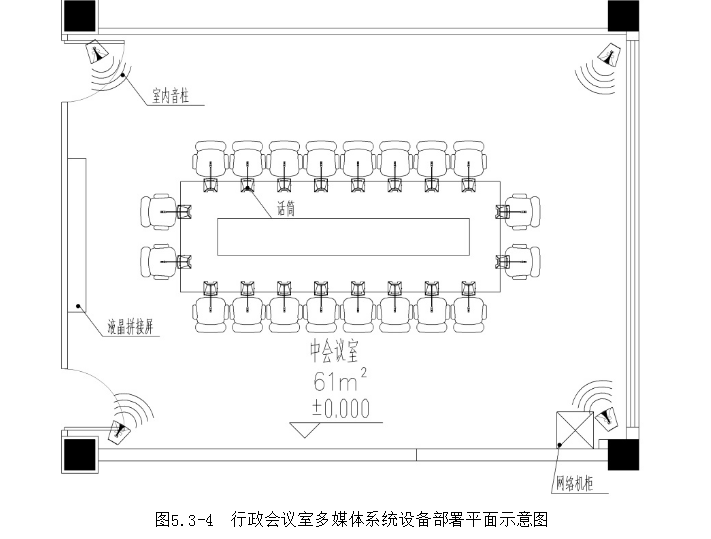 室内音柱
话筒
液晶拼接屏
中会议室
61m²
±0.000
网络机柜
图5.3-4 行政会议室多媒体系统设备部署平面示意图